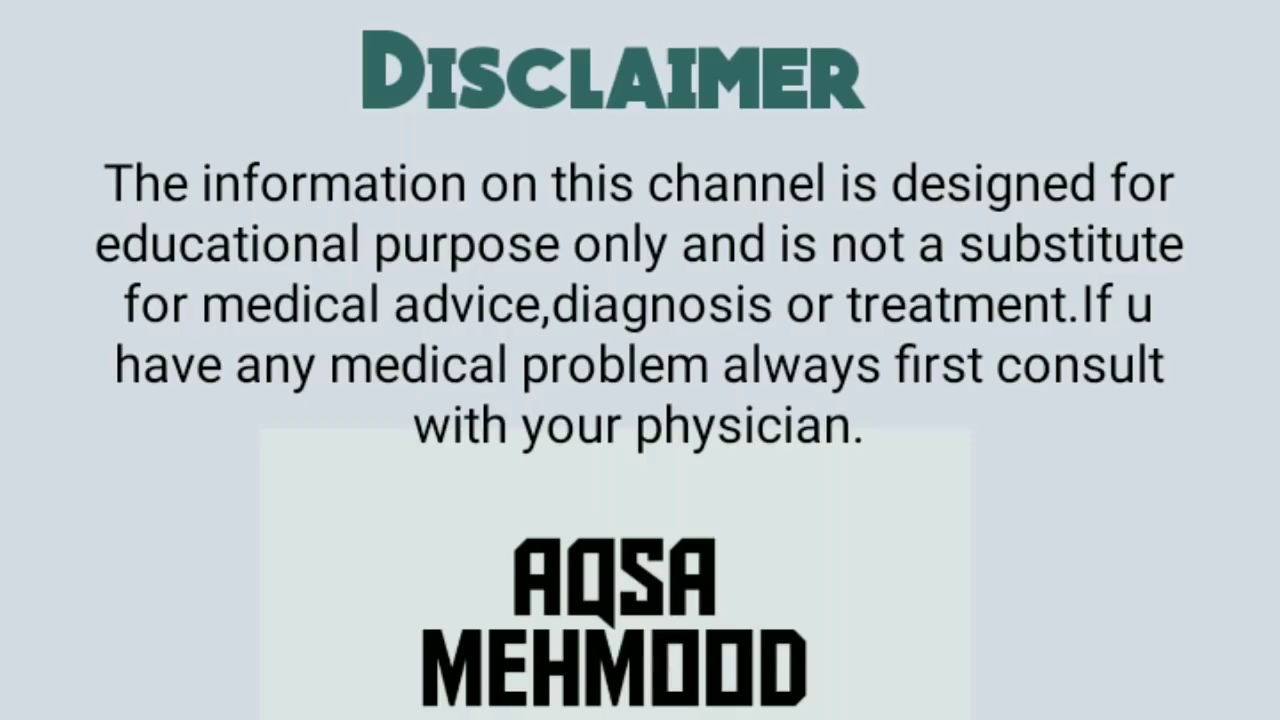 DISCLAIMER
The information on this channel is designed for
educational purpose only and is not a substitute
for medical advice,diagnosis or treatment.If u
have any medical problem always first consult
with your physician.
AQSA
MEHMOOD